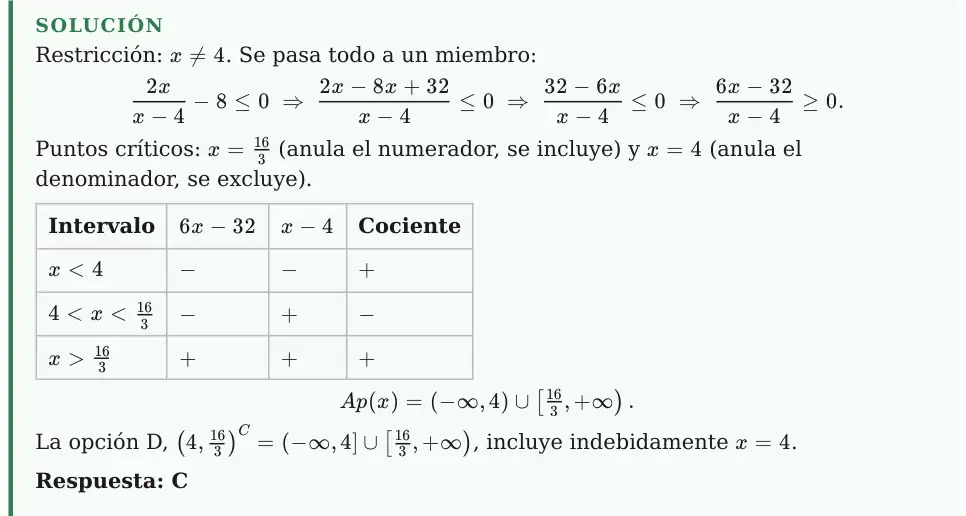 SOLUCIÓN
Restricción: x ≠ 4. Se pasa todo a un miembro:
2x/(x − 4) − 8 ≤ 0 ⇒ (2x − 8x + 32)/(x − 4) ≤ 0 ⇒ (32 − 6x)/(x − 4) ≤ 0 ⇒ (6x − 32)/(x − 4) ≥ 0.
Puntos críticos: x = 16/3 (anula el numerador, se incluye) y x = 4 (anula el
denominador, se excluye).
Intervalo 6x − 32 x − 4 Cociente
x < 4 − − +
4 < x < 16/3 − + −
x > 16/3 + + +
Ap(x) = (−∞, 4) ∪ [16/3, +∞).
La opción D, (4, 16/3)^C = (−∞, 4] ∪ [16/3, +∞), incluye indebidamente x = 4.
Respuesta: C